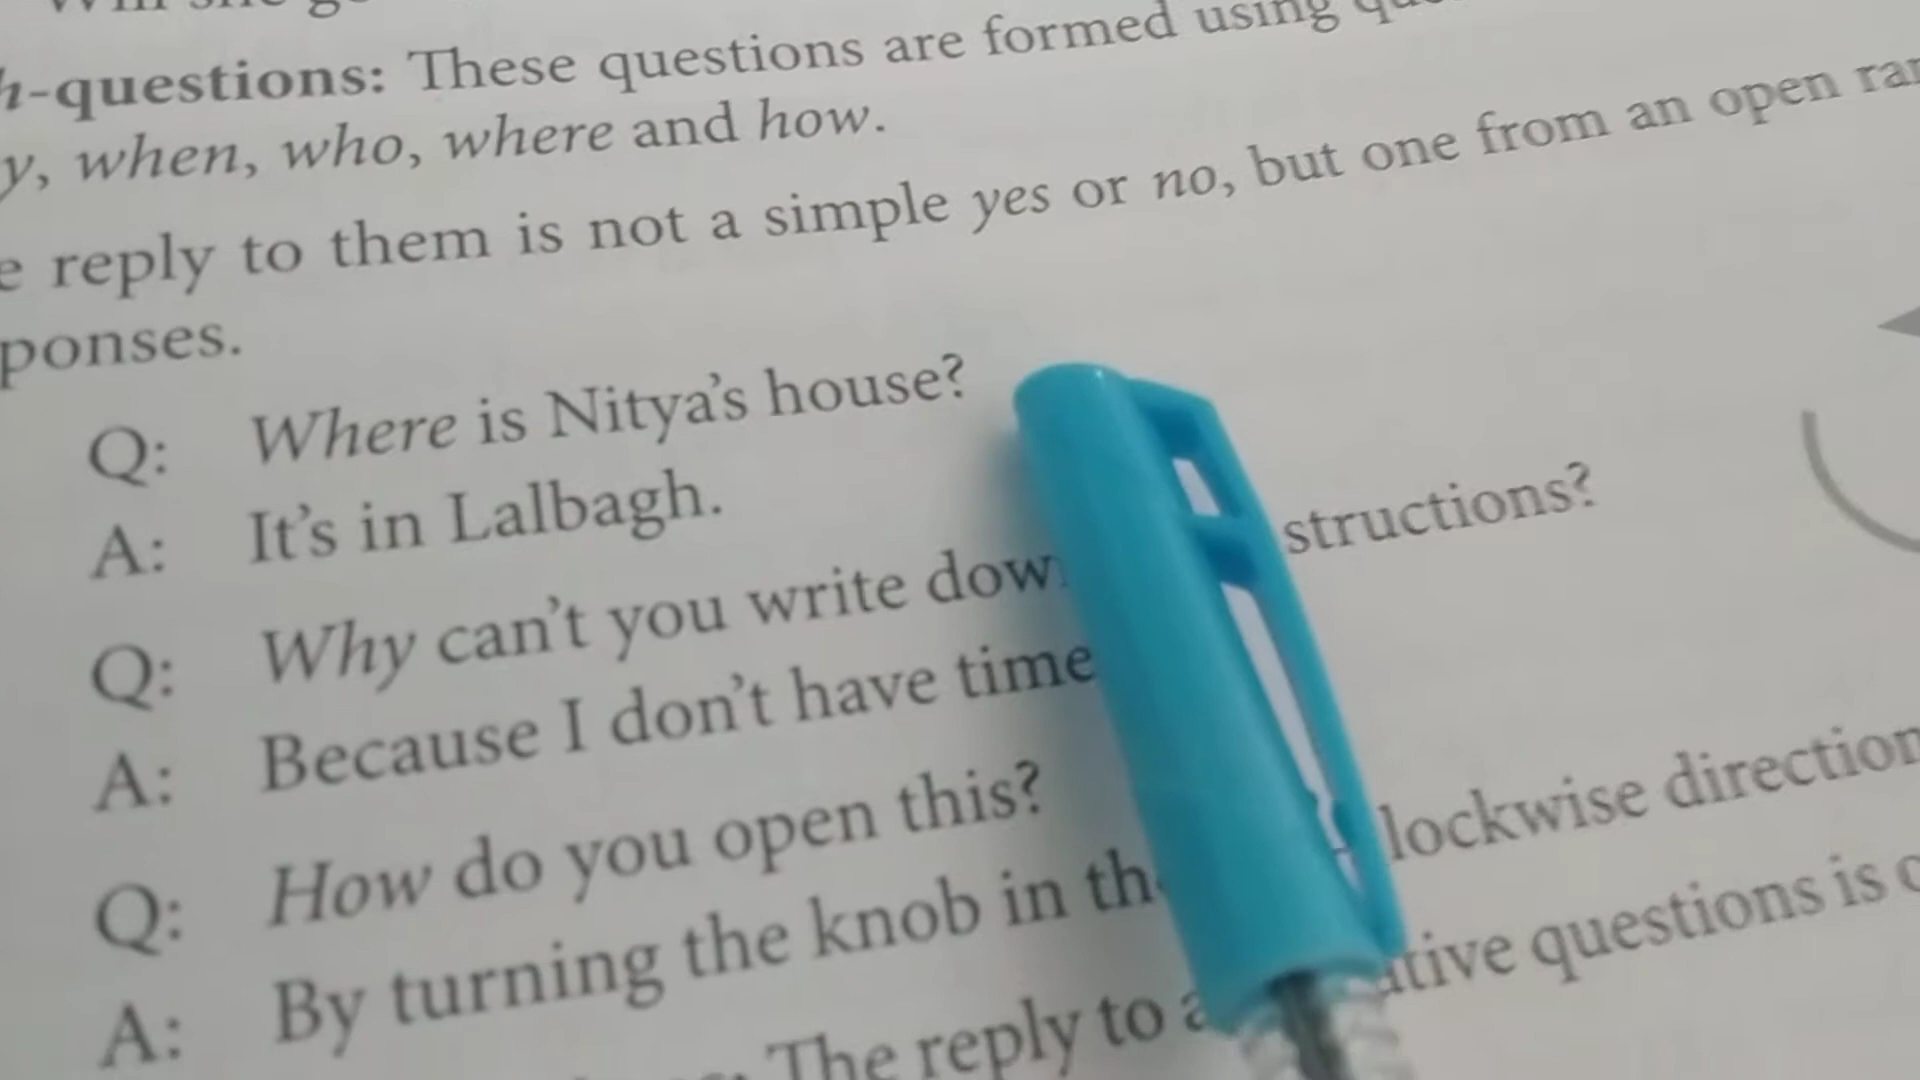 h-questions: These questions are formed using
y, when, who, where and how.
e reply to them is not a simple yes or no, but one from an open
ponses.
Q: Where is Nitya's house?
A: It's in Lalbagh.
Q: Why can't you write dow structions?
A: Because I don't have time
Q: How do you open this?
A: By turning the knob in th lockwise direction
The reply to a ative questions is